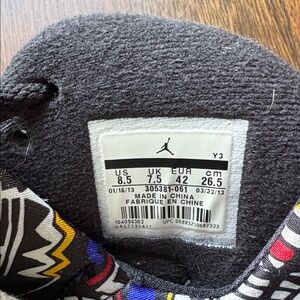 Y3
US UK EUR cm
8.5 7.5 42 26.5
01/16/13 305381-061 03/23/13
MADE IN CHINA
FABRIQUE EN CHINE